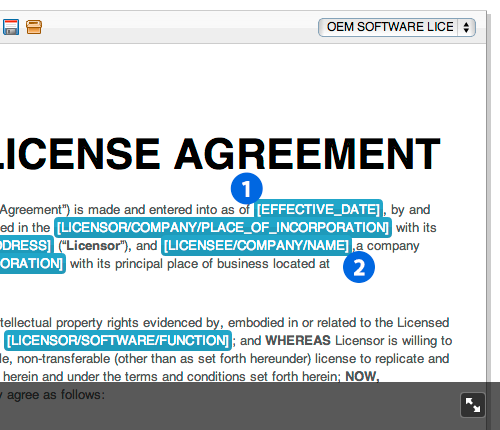 OEM SOFTWARE LICE
LICENSE AGREEMENT
1
Agreement”) is made and entered into as of [EFFECTIVE_DATE], by and
ed in the [LICENSOR/COMPANY/PLACE_OF_INCORPORATION] with its
DDRESS] (“Licensor”), and [LICENSEE/COMPANY/NAME],a company
PORATION] with its principal place of business located at
2
tellectual property rights evidenced by, embodied in or related to the Licensed
[LICENSOR/SOFTWARE/FUNCTION]; and WHEREAS Licensor is willing to
le, non-transferable (other than as set forth hereunder) license to replicate and
herein and under the terms and conditions set forth herein; NOW,
y agree as follows: